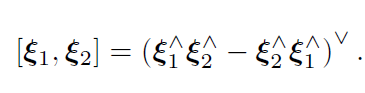 [ξ₁, ξ₂] = (ξ₁^∧ ξ₂^∧ − ξ₂^∧ ξ₁^∧)^∨ .